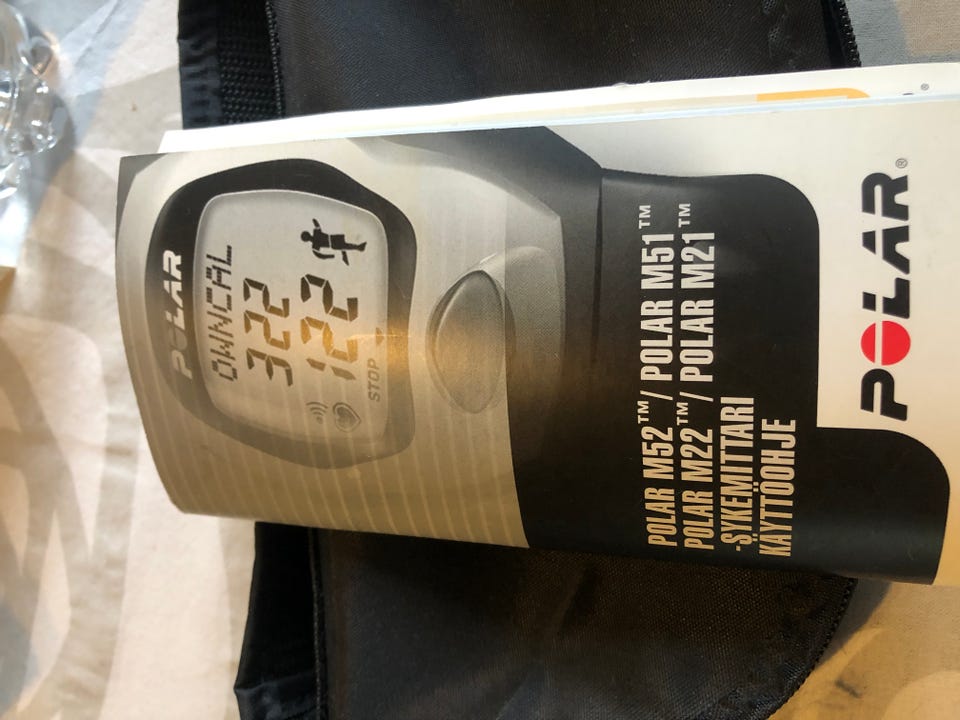 POLAR
OWNCAL
322
122
STOP
POLAR M52™/ POLAR M51™
POLAR M22™/ POLAR M21™
-SYKEMITTARI
KÄYTTÖOHJE
POLAR®